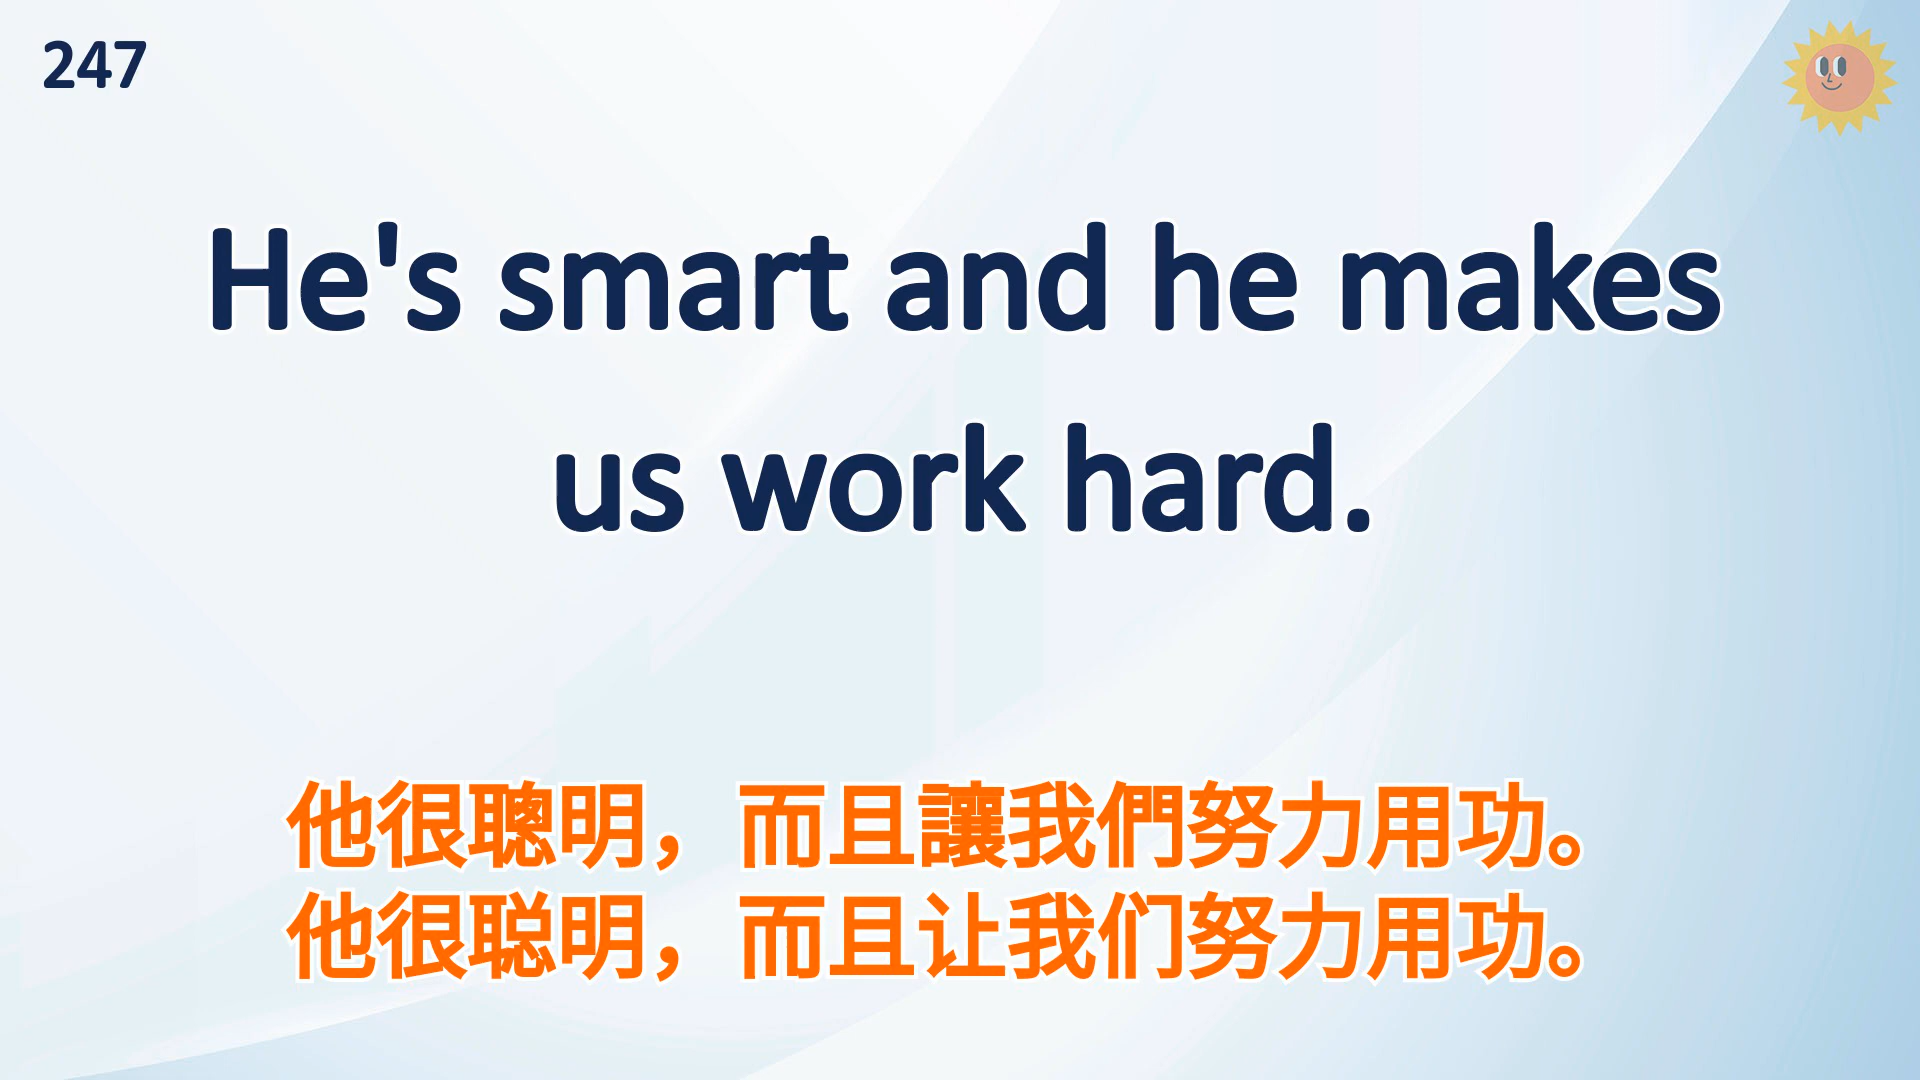 247
He's smart and he makes
us work hard.
他很聰明，而且讓我們努力用功。
他很聪明，而且让我们努力用功。